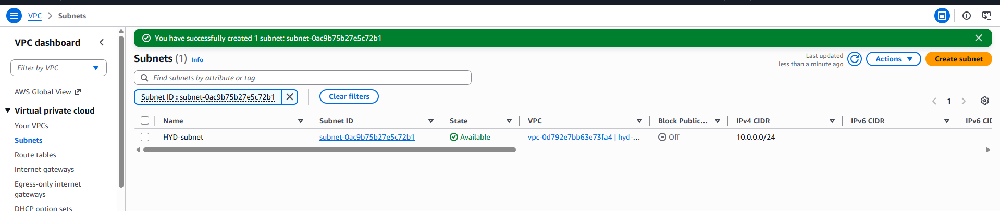 VPC > Subnets
VPC dashboard
Filter by VPC
AWS Global View
Virtual private cloud
Your VPCs
Subnets
Route tables
Internet gateways
Egress-only internet
gateways
DHCP option sets
You have successfully created 1 subnet: subnet-0ac9b75b27e5c72b1
Subnets (1) Info
Last updated
less than a minute ago
Actions
Create subnet
Find subnets by attribute or tag
Subnet ID : subnet-0ac9b75b27e5c72b1
Clear filters
1
Name Subnet ID State VPC Block Public... IPv4 CIDR IPv6 CIDR IPv6 CID
HYD-subnet subnet-0ac9b75b27e5c72b1 Available vpc-0d792e7bb63e73fa4 | hyd-... Off 10.0.0.0/24 – –